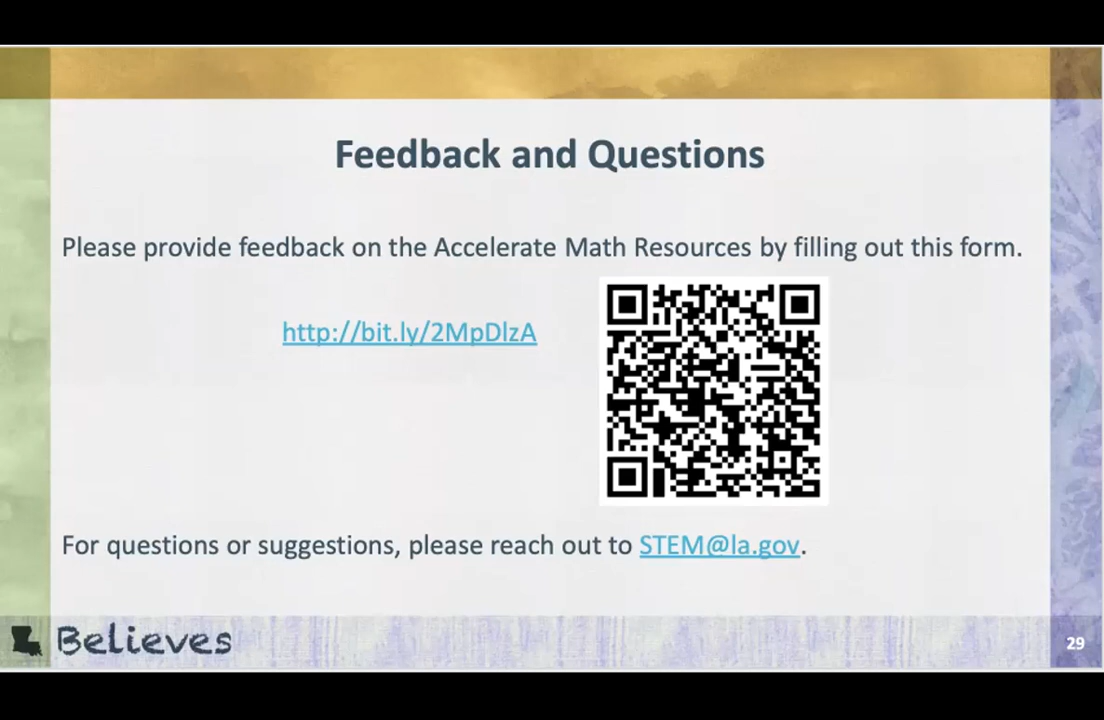 Feedback and Questions
Please provide feedback on the Accelerate Math Resources by filling out this form.
http://bit.ly/2MpDlzA
For questions or suggestions, please reach out to STEM@la.gov.
Believes
29